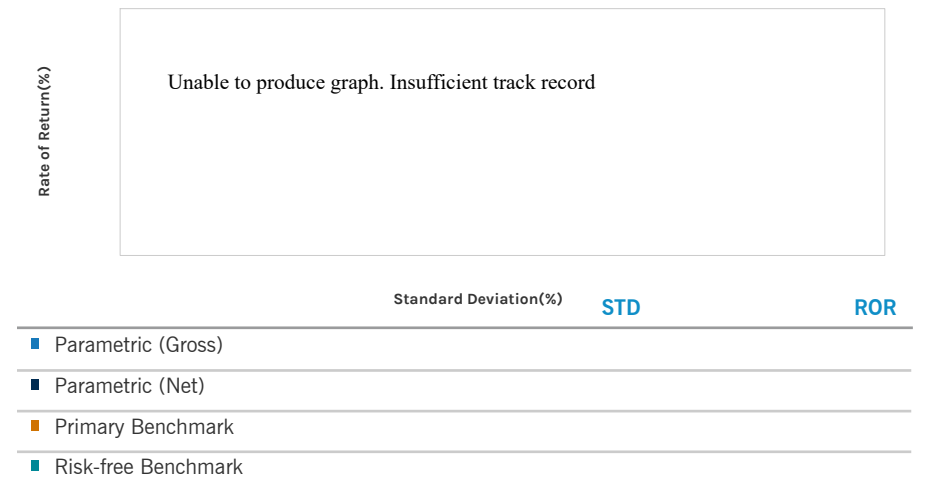 Unable to produce graph. Insufficient track record
Rate of Return(%)
Standard Deviation(%)
STD
ROR
Parametric (Gross)
Parametric (Net)
Primary Benchmark
Risk-free Benchmark